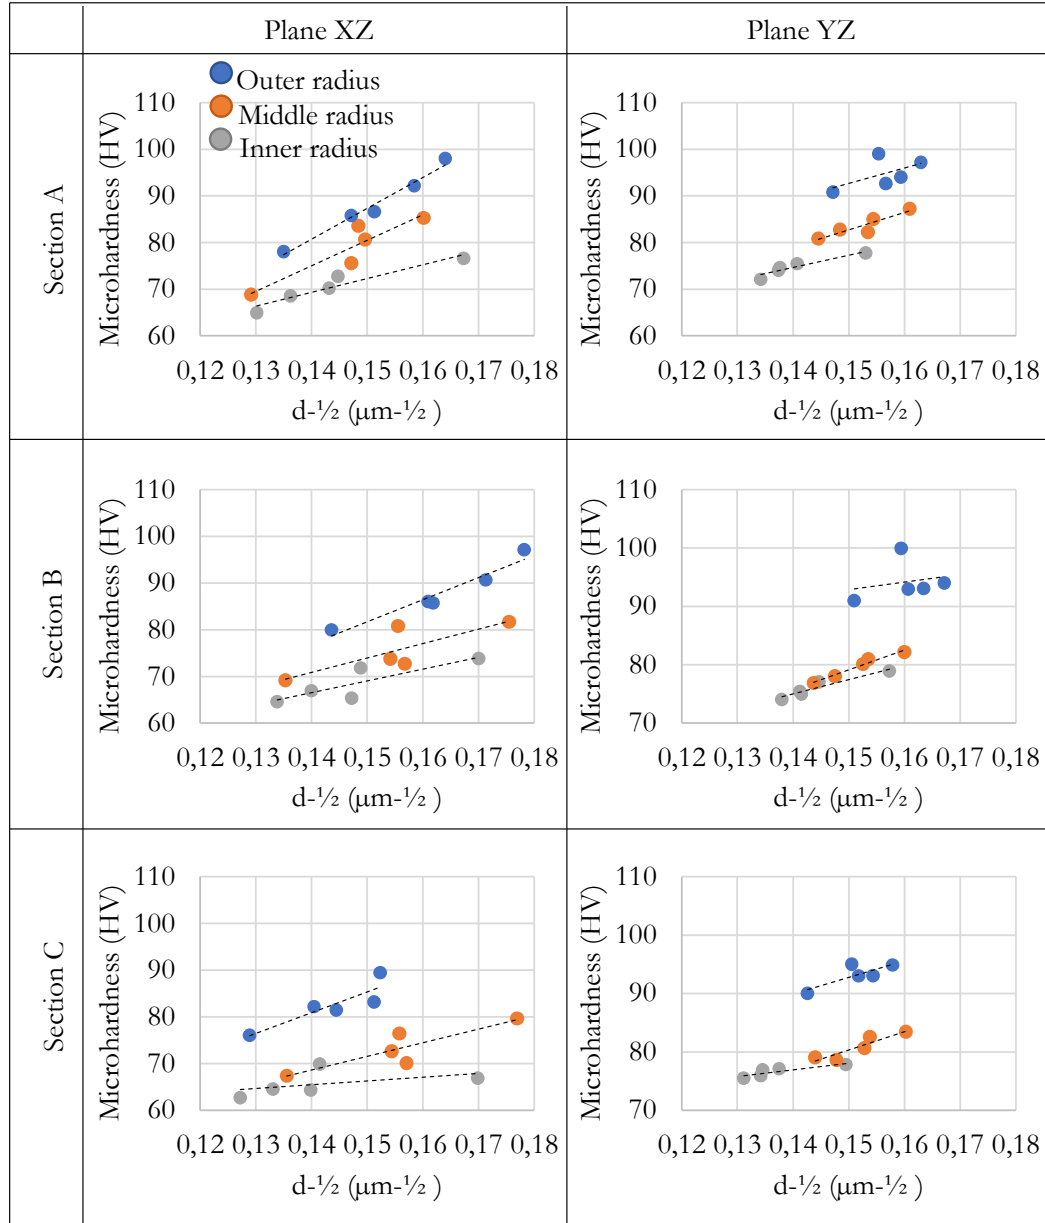 Plane XZ
Plane YZ
Section A
Outer radius
Middle radius
Inner radius
Microhardness (HV)
110
100
90
80
70
60
0,12 0,13 0,14 0,15 0,16 0,17 0,18
d-½ (µm-½ )
Microhardness (HV)
110
100
90
80
70
60
0,12 0,13 0,14 0,15 0,16 0,17 0,18
d-½ (µm-½ )
Section B
Microhardness (HV)
110
100
90
80
70
60
0,12 0,13 0,14 0,15 0,16 0,17 0,18
d-½ (µm-½ )
Microhardness (HV)
110
100
90
80
70
0,12 0,13 0,14 0,15 0,16 0,17 0,18
d-½ (µm-½ )
Section C
Microhardness (HV)
110
100
90
80
70
60
0,12 0,13 0,14 0,15 0,16 0,17 0,18
d-½ (µm-½ )
Microhardness (HV)
110
100
90
80
70
0,12 0,13 0,14 0,15 0,16 0,17 0,18
d-½ (µm-½ )